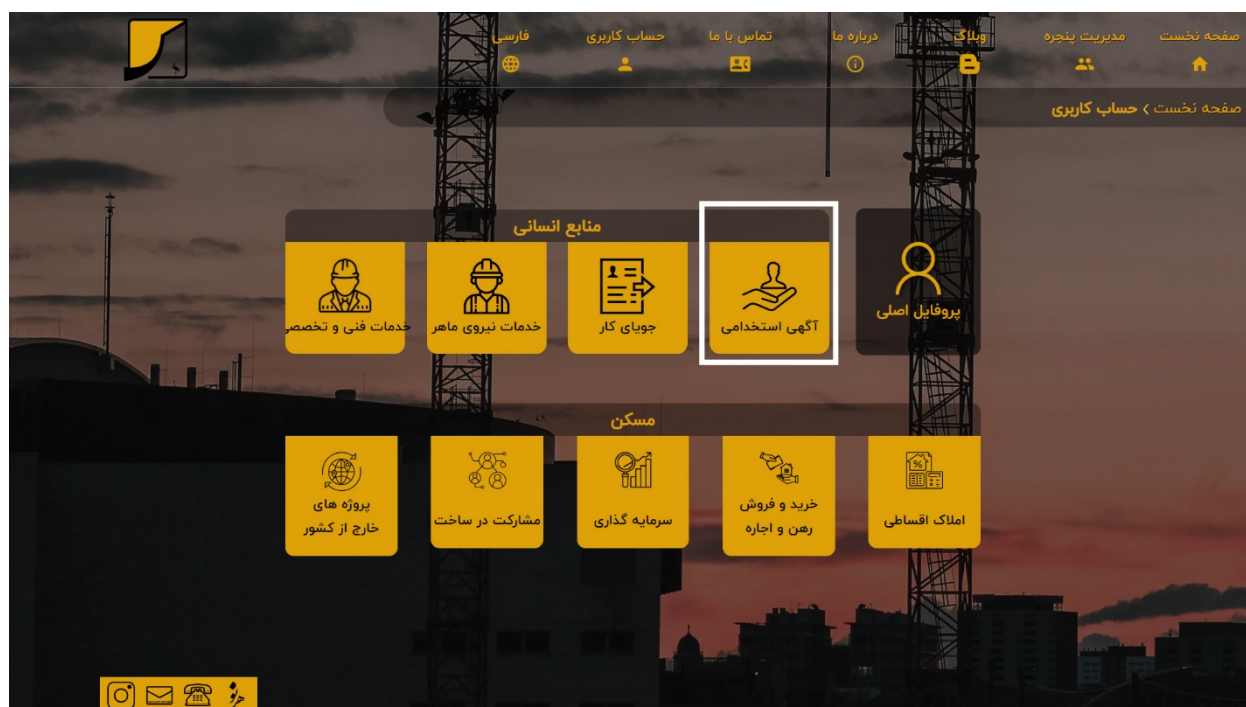 صفحه نخست
مدیریت پنجره
وبلاگ
درباره ما
تماس با ما
حساب کاربری
فارسی
صفحه نخست › حساب کاربری
پروفایل اصلی
منابع انسانی
آگهی استخدامی
جویای کار
خدمات نیروی ماهر
خدمات فنی و تخصصی
مسکن
املاک اقساطی
خرید و فروش
رهن و اجاره
سرمایه گذاری
مشارکت در ساخت
پروژه های
خارج از کشور